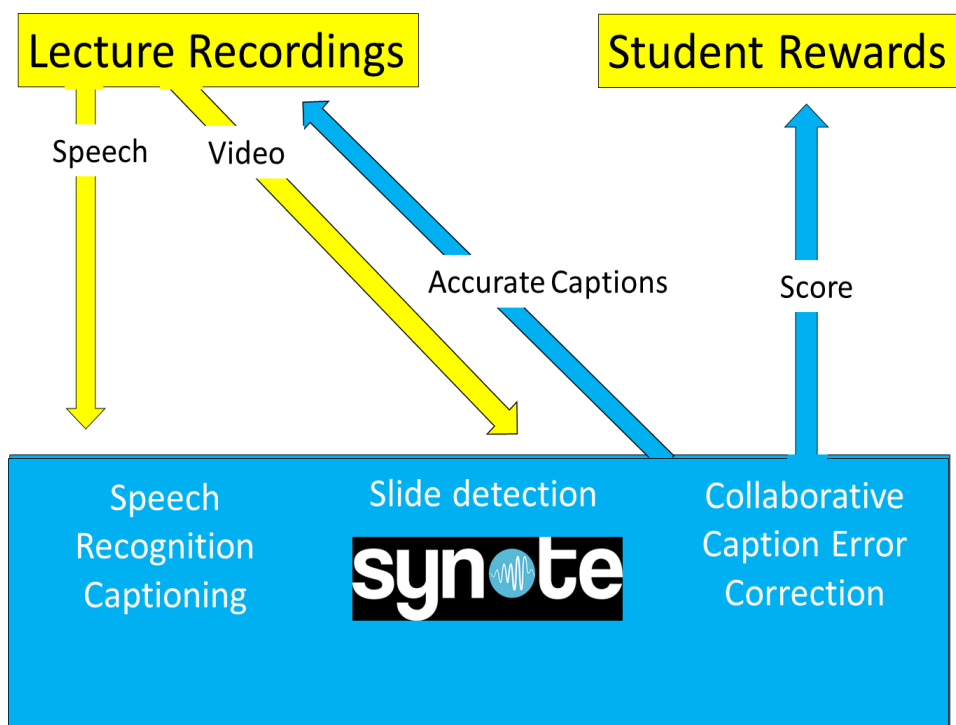 Lecture Recordings
Student Rewards
Speech
Video
Accurate Captions
Score
Speech
Recognition
Captioning
Slide detection
synote
Collaborative
Caption Error
Correction